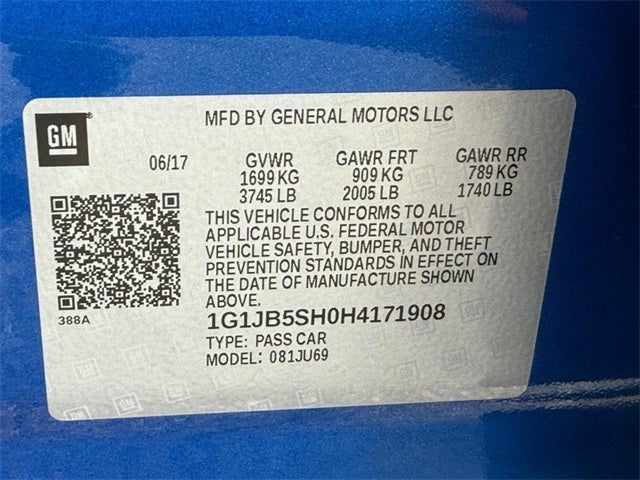 GM
MFD BY GENERAL MOTORS LLC
06/17 GVWR GAWR FRT GAWR RR
1699 KG 909 KG 789 KG
3745 LB 2005 LB 1740 LB
THIS VEHICLE CONFORMS TO ALL
APPLICABLE U.S. FEDERAL MOTOR
VEHICLE SAFETY, BUMPER, AND THEFT
PREVENTION STANDARDS IN EFFECT ON
THE DATE OF MANUFACTURE SHOWN
ABOVE.
388A
1G1JB5SH0H4171908
TYPE: PASS CAR
MODEL: 081JU69